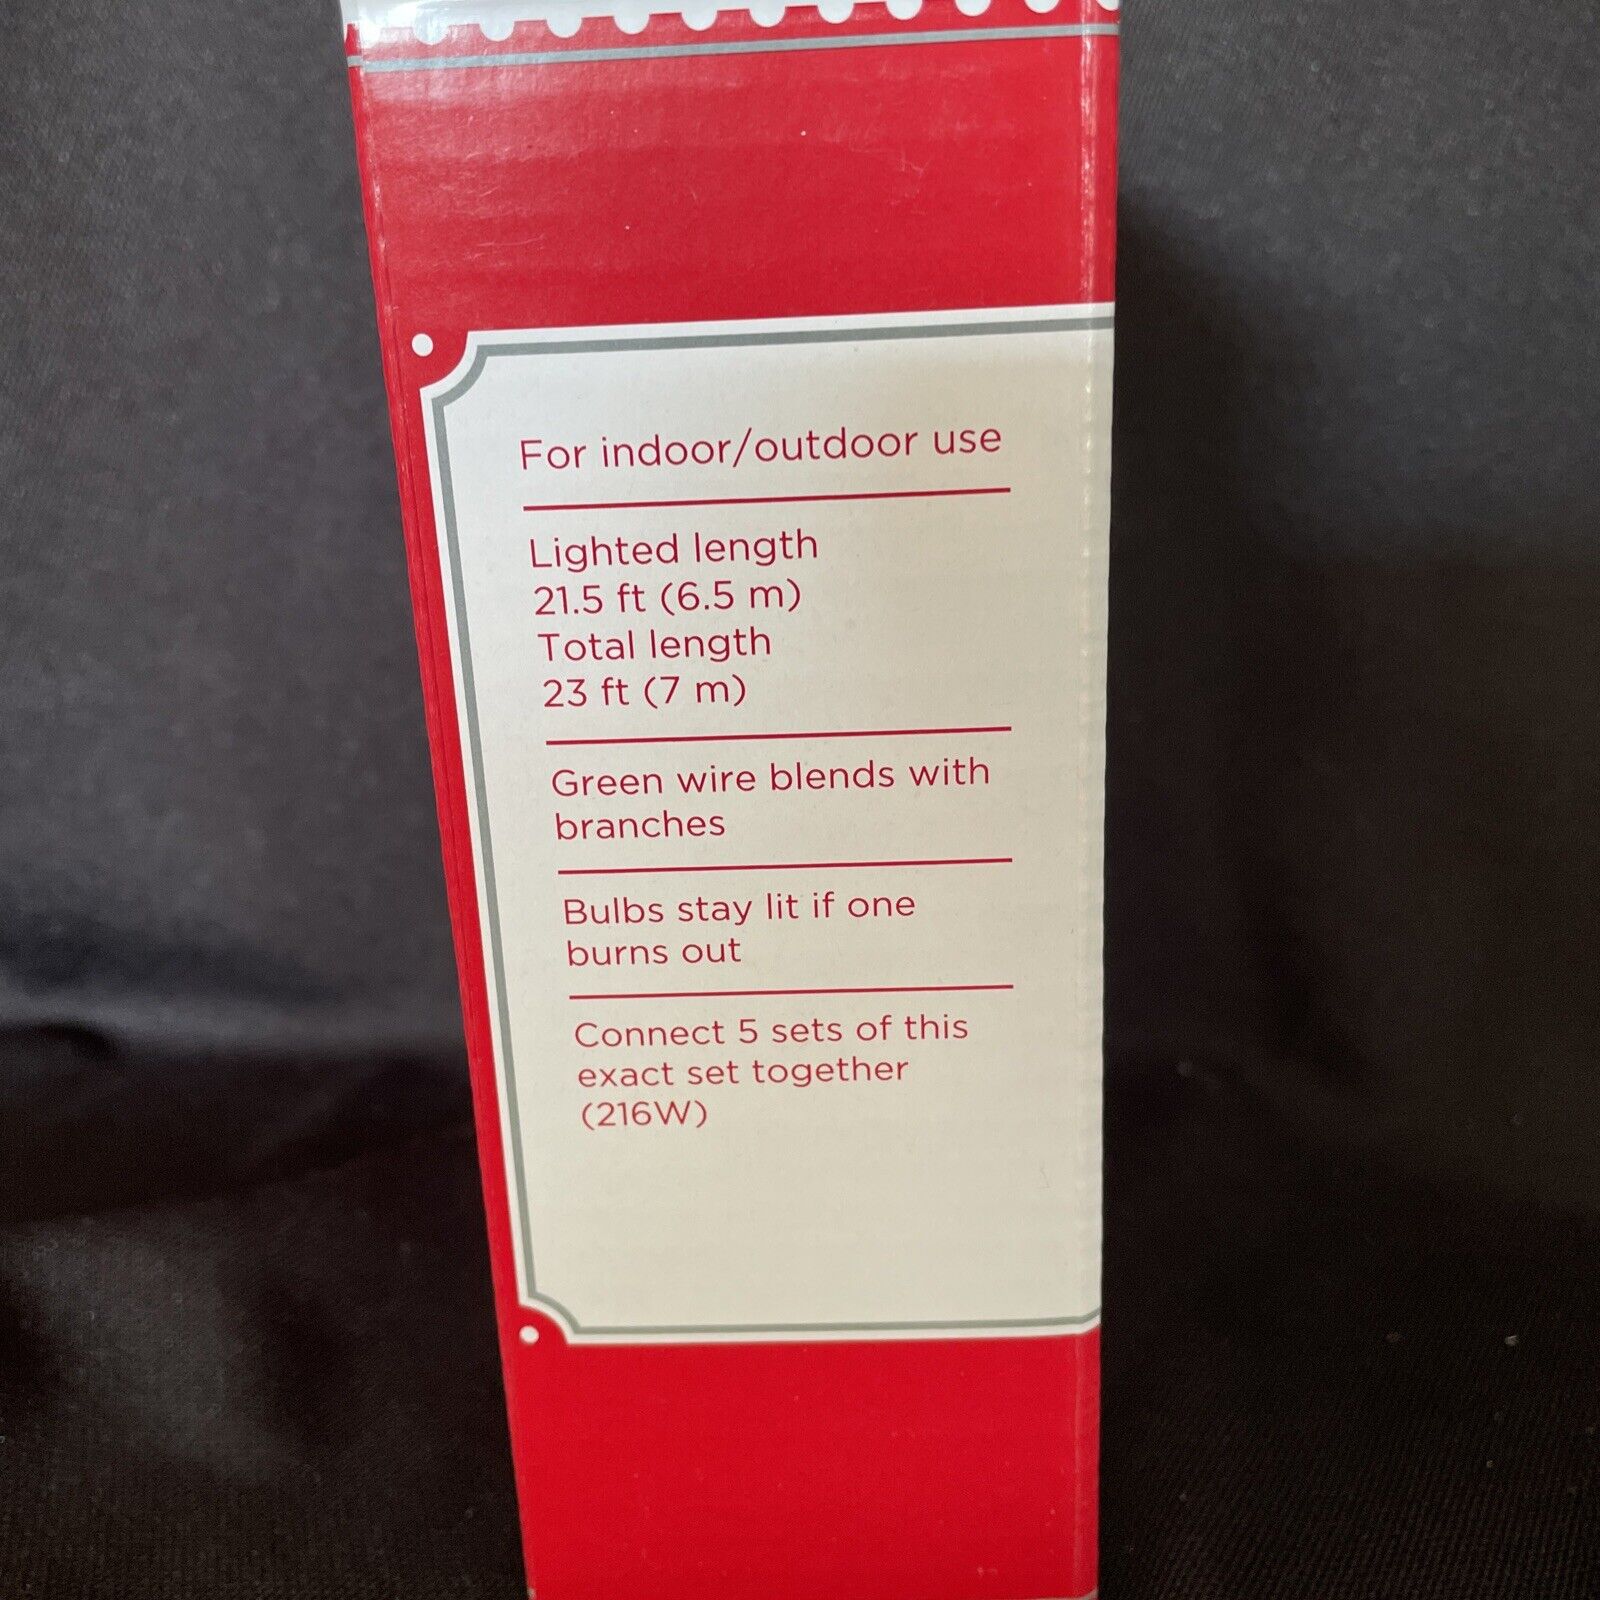 For indoor/outdoor use
Lighted length
21.5 ft (6.5 m)
Total length
23 ft (7 m)
Green wire blends with
branches
Bulbs stay lit if one
burns out
Connect 5 sets of this
exact set together
(216W)